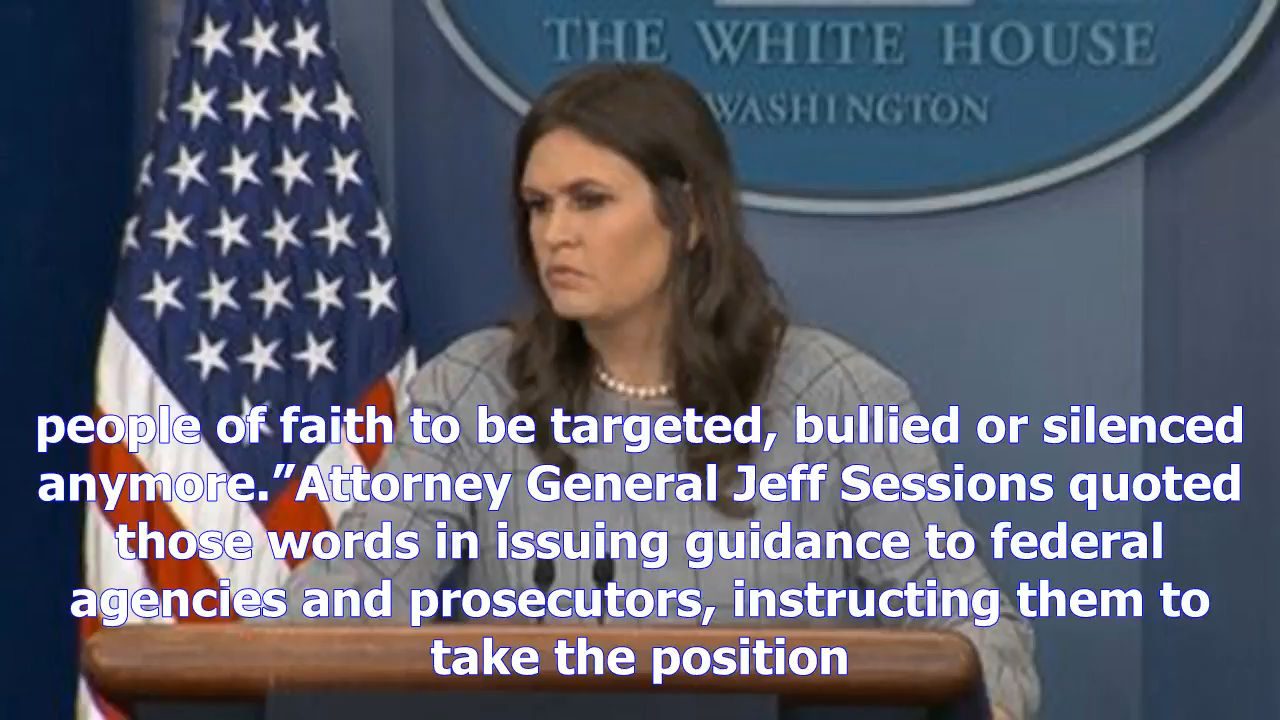 THE WHITE HOUSE
WASHINGTON
people of faith to be targeted, bullied or silenced
anymore.”Attorney General Jeff Sessions quoted
those words in issuing guidance to federal
agencies and prosecutors, instructing them to
take the position